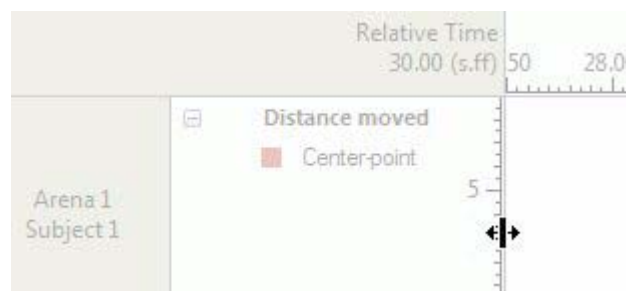 Relative Time
30.00 (s.ff) 50 28.0
Distance moved
Center-point
5
Arena 1
Subject 1